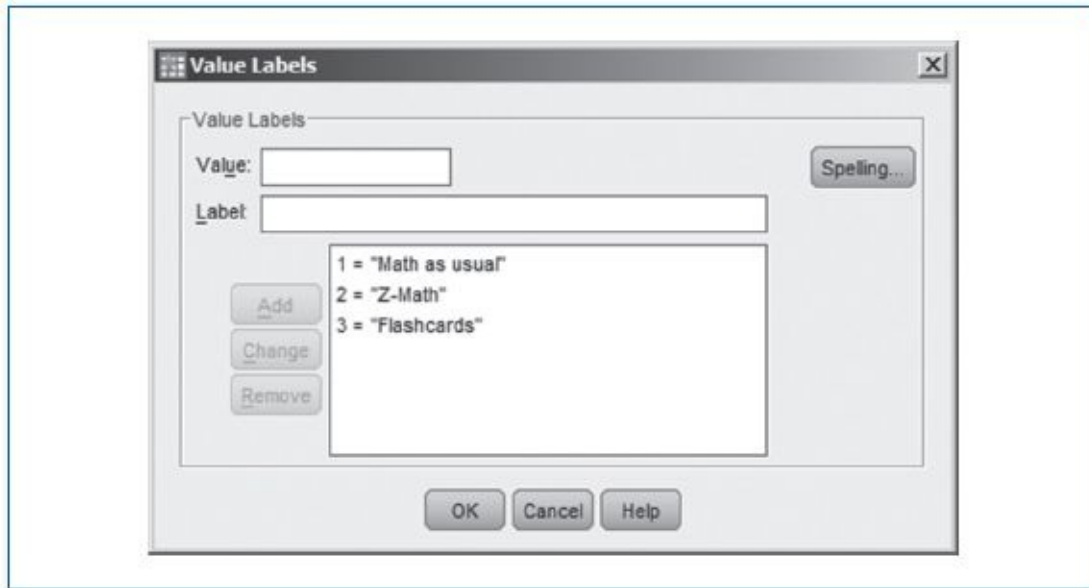 Value Labels
Value Labels
Value:
Spelling...
Label:
1 = "Math as usual"
2 = "Z-Math"
3 = "Flashcards"
Add
Change
Remove
OK Cancel Help